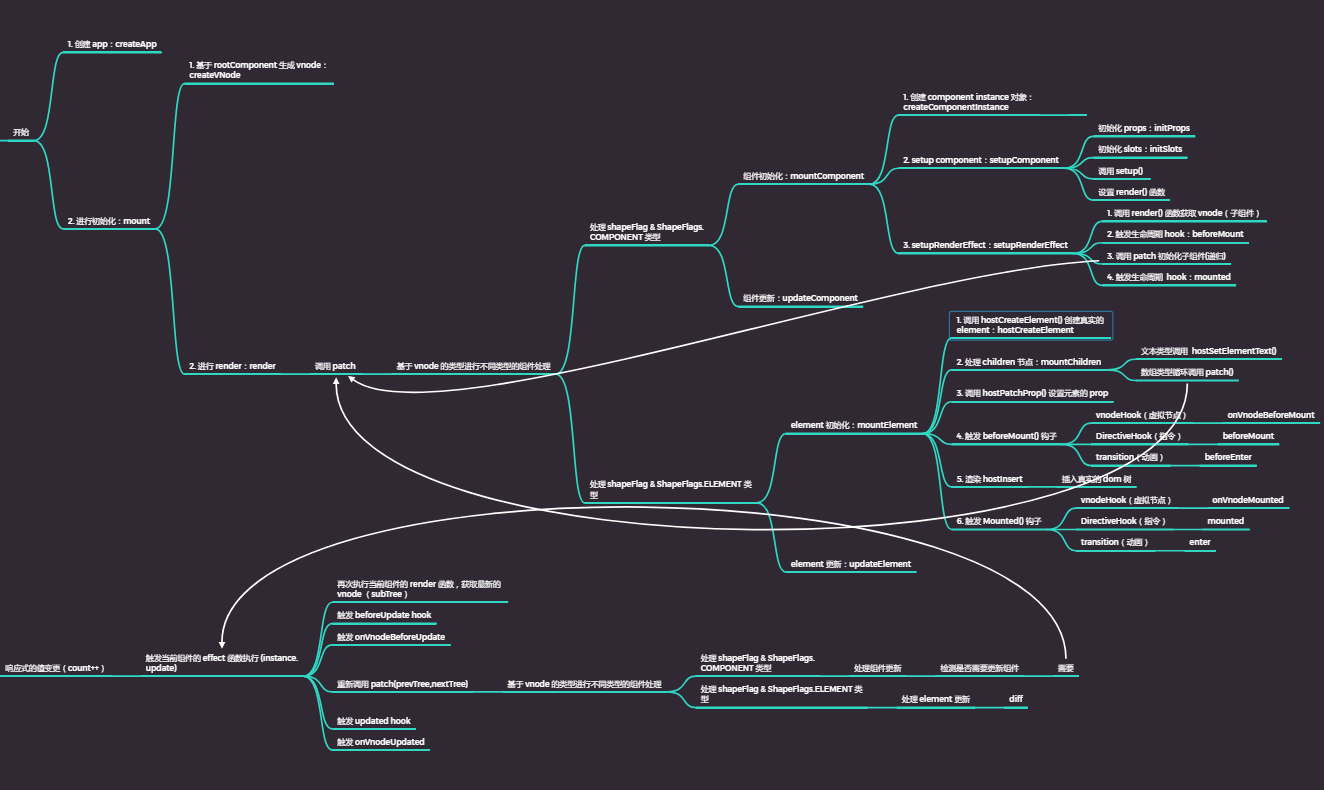 开始
1. 创建 app：createApp
2. 进行初始化：mount
1. 基于 rootComponent 生成 vnode：
createVNode
2. 进行 render：render
调用 patch
基于 vnode 的类型进行不同类型的组件处理
处理 shapeFlag & ShapeFlags.
COMPONENT 类型
组件初始化：mountComponent
1. 创建 component instance 对象：
createComponentInstance
2. setup component：setupComponent
初始化 props：initProps
初始化 slots：initSlots
调用 setup()
设置 render() 函数
3. setupRenderEffect：setupRenderEffect
1. 调用 render() 函数获取 vnode（子组件）
2. 触发生命周期 hook：beforeMount
3. 调用 patch 初始化子组件(递归)
4. 触发生命周期 hook：mounted
组件更新：updateComponent
处理 shapeFlag & ShapeFlags.ELEMENT 类
型
element 初始化：mountElement
1. 调用 hostCreateElement() 创建真实的
element：hostCreateElement
2. 处理 children 节点：mountChildren
文本类型调用 hostSetElementText()
数组类型循环调用 patch()
3. 调用 hostPatchProp() 设置元素的 prop
4. 触发 beforeMount() 钩子
vnodeHook（虚拟节点）
onVnodeBeforeMount
DirectiveHook（指令）
beforeMount
transition（动画）
beforeEnter
5. 渲染 hostInsert
插入真实的 dom 树
6. 触发 Mounted() 钩子
vnodeHook（虚拟节点）
onVnodeMounted
DirectiveHook（指令）
mounted
transition（动画）
enter
element 更新：updateElement
响应式的值变更（count++ ）
触发当前组件的 effect 函数执行 (instance.
update)
再次执行当前组件的 render 函数，获取最新的
vnode （subTree ）
触发 beforeUpdate hook
触发 onVnodeBeforeUpdate
重新调用 patch(prevTree,nextTree)
基于 vnode 的类型进行不同类型的组件处理
处理 shapeFlag & ShapeFlags.
COMPONENT 类型
处理组件更新
检测是否需要更新组件
需要
处理 shapeFlag & ShapeFlags.ELEMENT 类
型
处理 element 更新
diff
触发 updated hook
触发 onVnodeUpdated